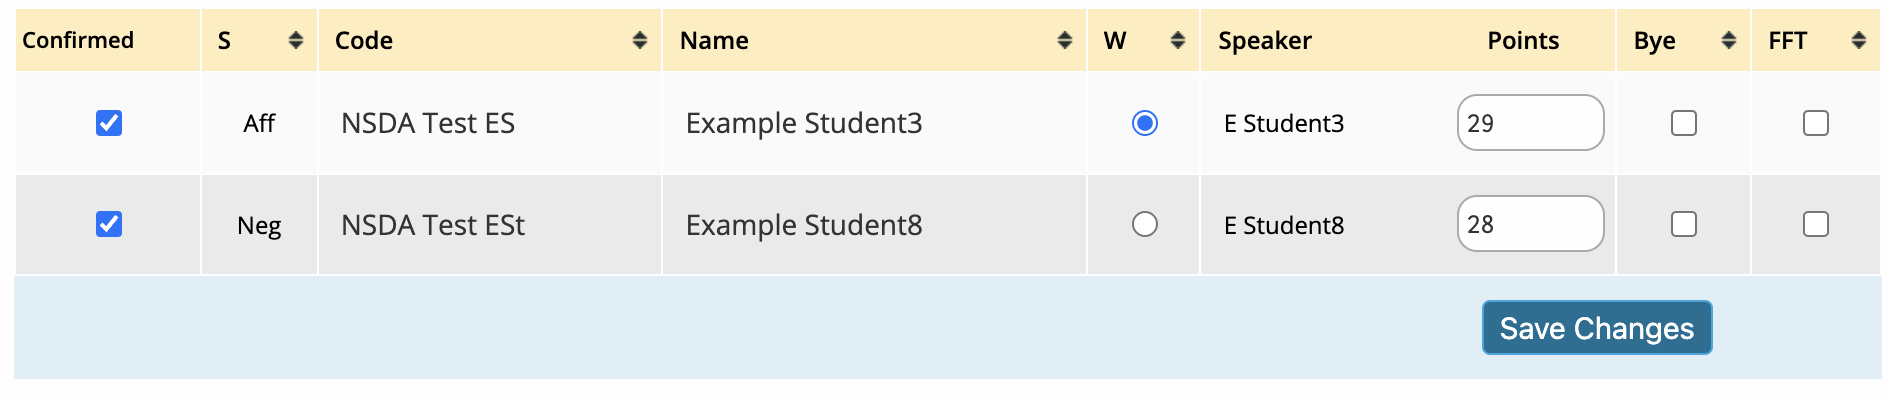 Confirmed S Code Name W Speaker Points Bye FFT
Aff NSDA Test ES Example Student3 E Student3 29
Neg NSDA Test ESt Example Student8 E Student8 28
Save Changes